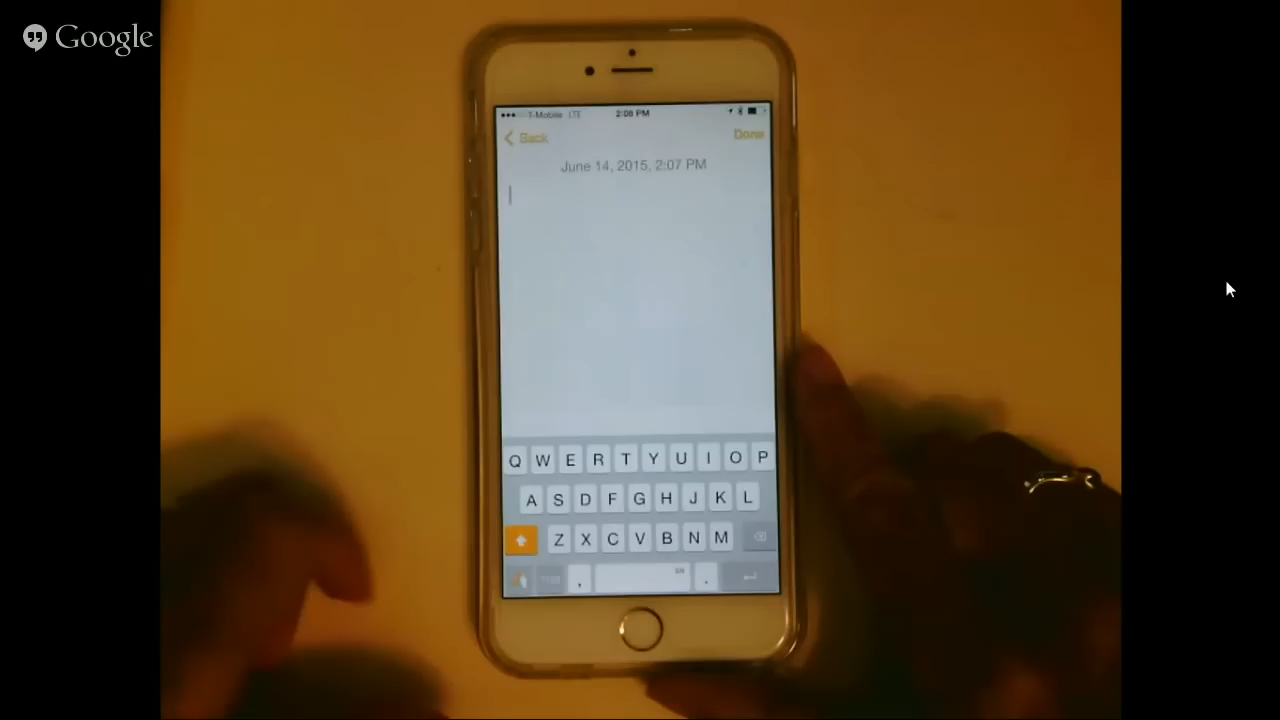 Google
T-Mobile LTE 2:08 PM
Back Done
June 14, 2015, 2:07 PM
Q W E R T Y U I O P
A S D F G H J K L
Z X C V B N M
, .